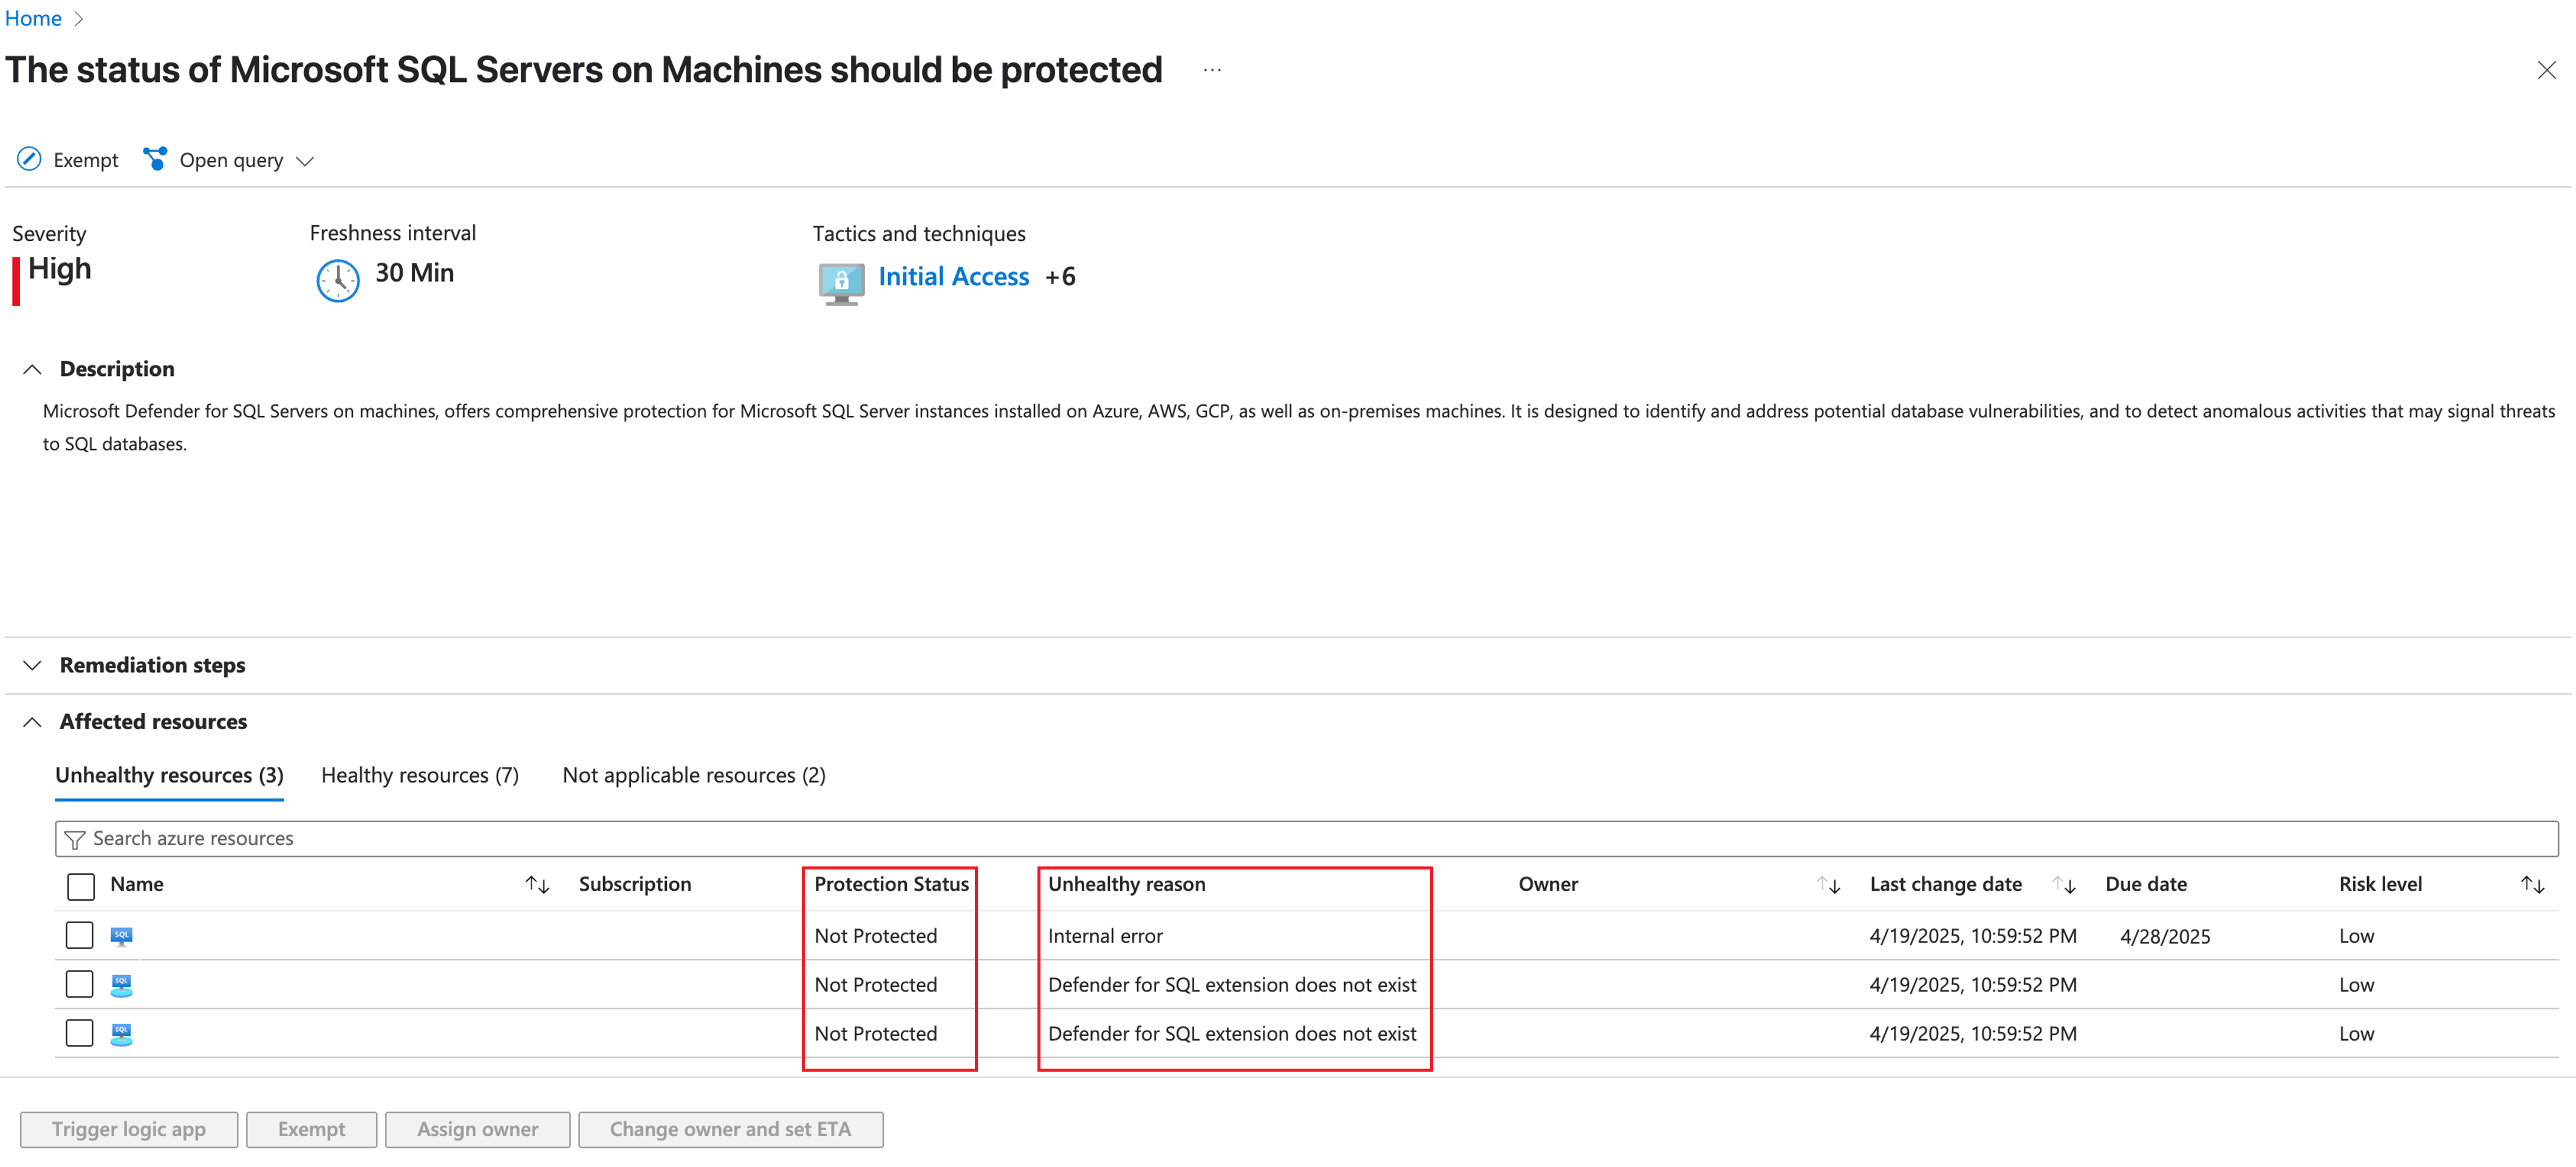 Home
The status of Microsoft SQL Servers on Machines should be protected ...
Exempt Open query
Severity Freshness interval Tactics and techniques
High 30 Min Initial Access +6
Description
Microsoft Defender for SQL Servers on machines, offers comprehensive protection for Microsoft SQL Server instances installed on Azure, AWS, GCP, as well as on-premises machines. It is designed to identify and address potential database vulnerabilities, and to detect anomalous activities that may signal threats
to SQL databases.
Remediation steps
Affected resources
Unhealthy resources (3) Healthy resources (7) Not applicable resources (2)
Search azure resources
Name Subscription Protection Status Unhealthy reason Owner Last change date Due date Risk level
SQL Not Protected Internal error 4/19/2025, 10:59:52 PM 4/28/2025 Low
SQL Not Protected Defender for SQL extension does not exist 4/19/2025, 10:59:52 PM Low
SQL Not Protected Defender for SQL extension does not exist 4/19/2025, 10:59:52 PM Low
Trigger logic app Exempt Assign owner Change owner and set ETA